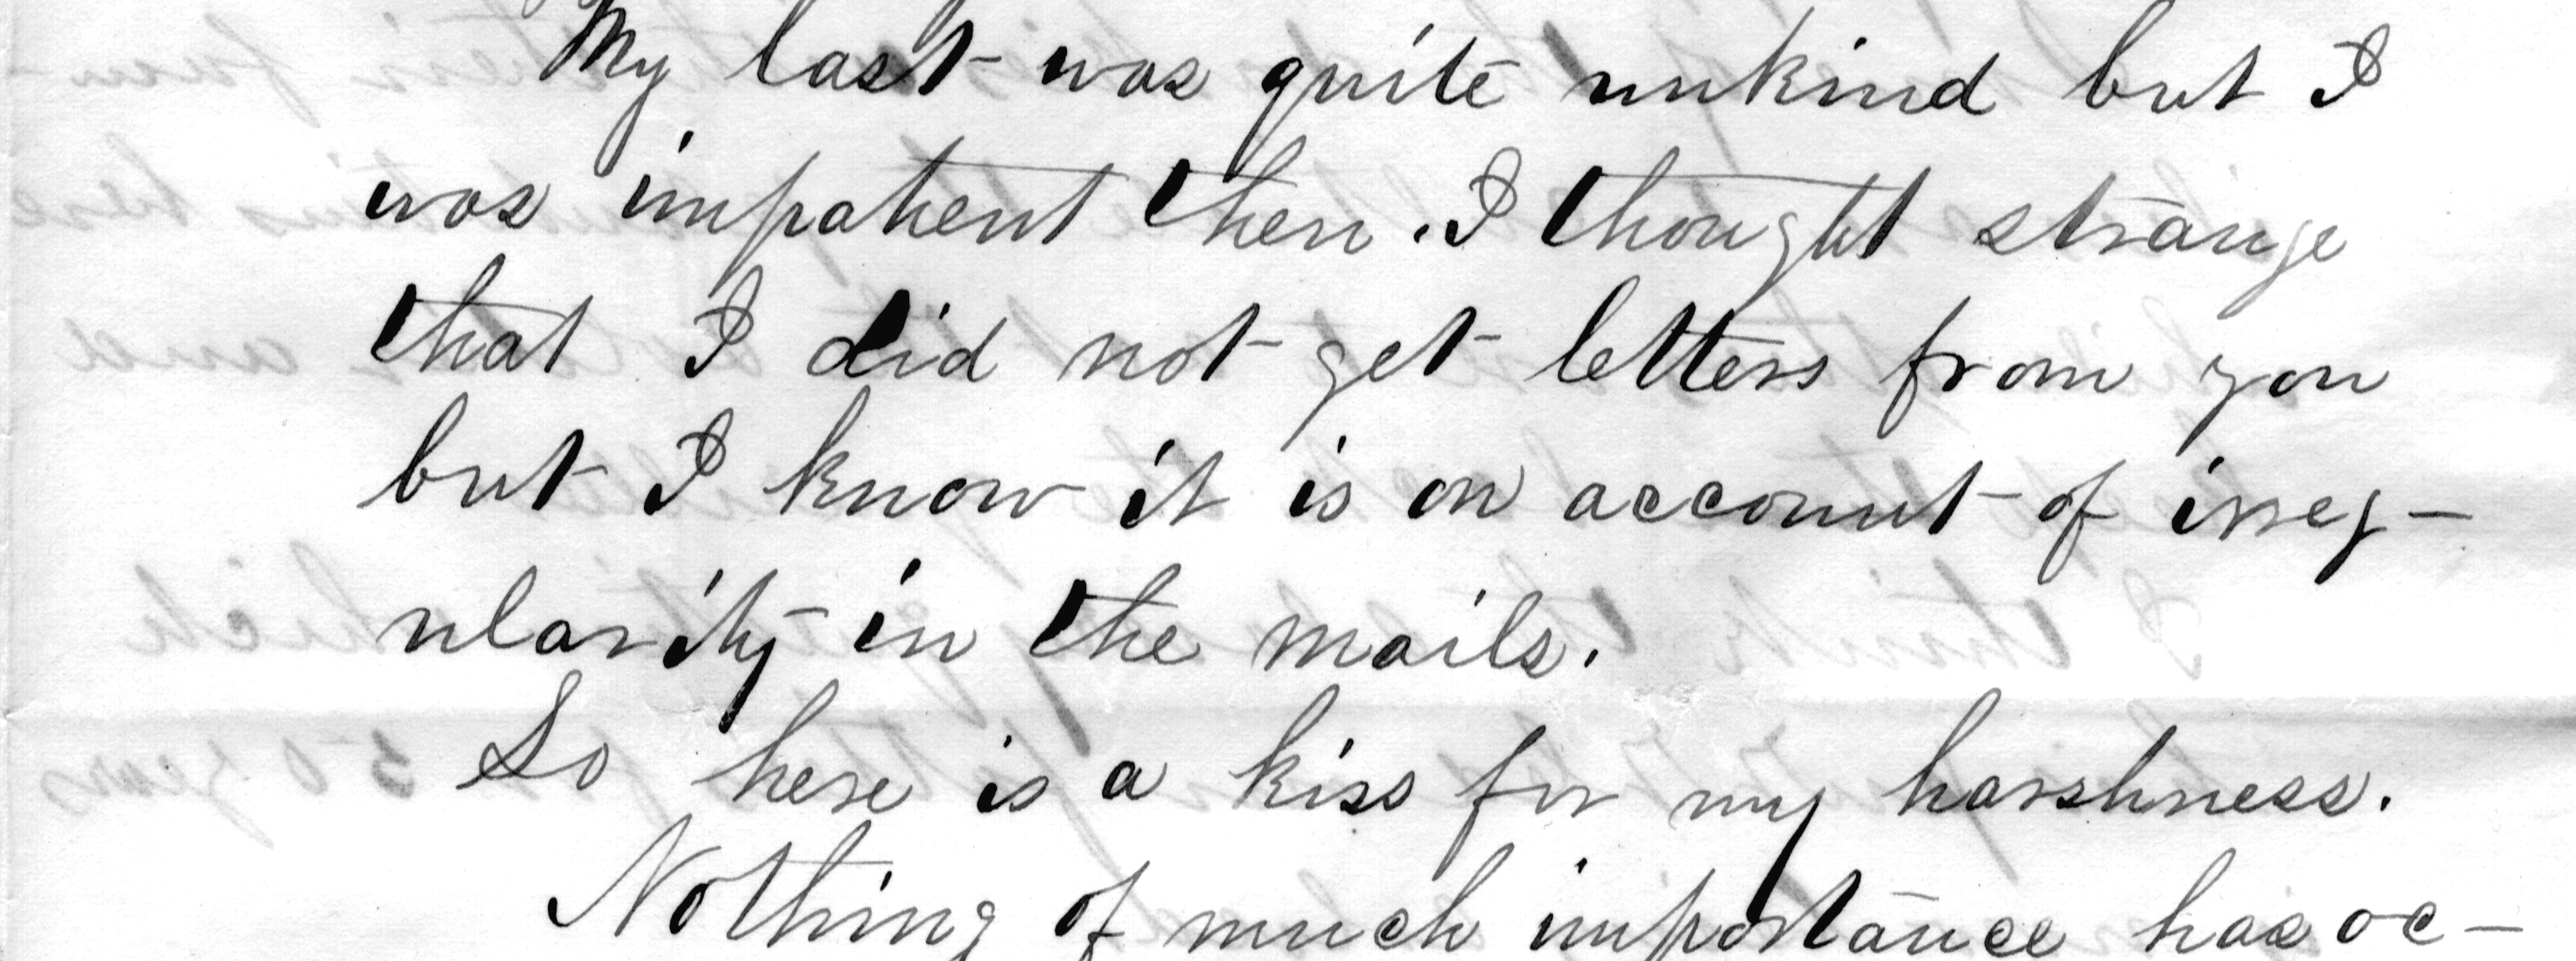 My last was quite unkind but I
was impatient then. I thought strange
that I did not get letters from you
but I know it is on account of irreg-
ularity in the mails.
So here is a kiss for my harshness.
Nothing of much importance has oc-